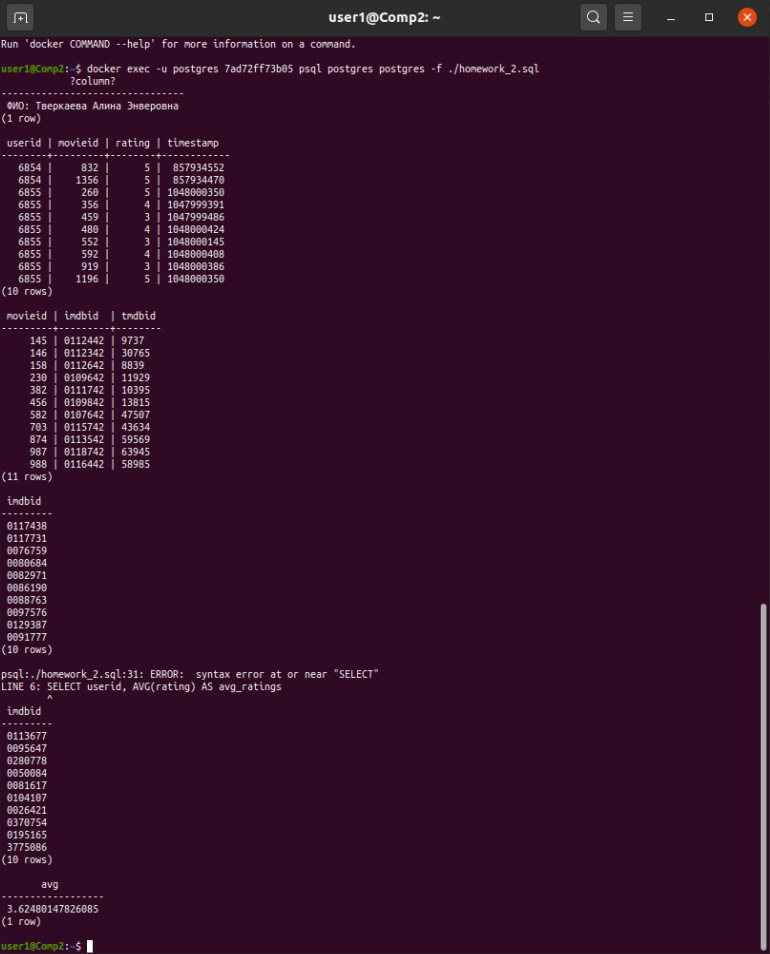 user1@Comp2: ~
Run 'docker COMMAND --help' for more information on a command.
user1@Comp2:~$ docker exec -u postgres 7ad72ff73b05 psql postgres postgres -f ./homework_2.sql
?column?
-------------------------------
ФИО: Тверкаева Алина Энверовна
(1 row)
userid | movieid | rating | timestamp
--------+---------+--------+------------
6854 | 832 | 5 | 857934552
6854 | 1356 | 5 | 857934470
6855 | 260 | 5 | 1048000350
6855 | 356 | 4 | 1047999391
6855 | 459 | 3 | 1047999486
6855 | 480 | 4 | 1048000424
6855 | 552 | 3 | 1048000145
6855 | 592 | 4 | 1048000408
6855 | 919 | 3 | 1048000386
6855 | 1196 | 5 | 1048000350
(10 rows)
movieid | imdbid | tmdbid
---------+---------+--------
145 | 0112442 | 9737
146 | 0112342 | 30765
158 | 0112642 | 8839
230 | 0109642 | 11929
382 | 0111742 | 10395
456 | 0109842 | 13815
582 | 0107642 | 47507
703 | 0115742 | 43634
874 | 0113542 | 59569
987 | 0118742 | 63945
988 | 0116442 | 58985
(11 rows)
imdbid
---------
0117438
0117731
0076759
0080684
0082971
0086190
0088763
0097576
0129387
0091777
(10 rows)
psql:./homework_2.sql:31: ERROR:  syntax error at or near "SELECT"
LINE 6: SELECT userid, AVG(rating) AS avg_ratings
^
imdbid
---------
0113677
0095647
0280778
0050084
0081617
0104107
0026421
0370754
0195165
3775086
(10 rows)
avg
------------------
3.62480147826085
(1 row)
user1@Comp2:~$